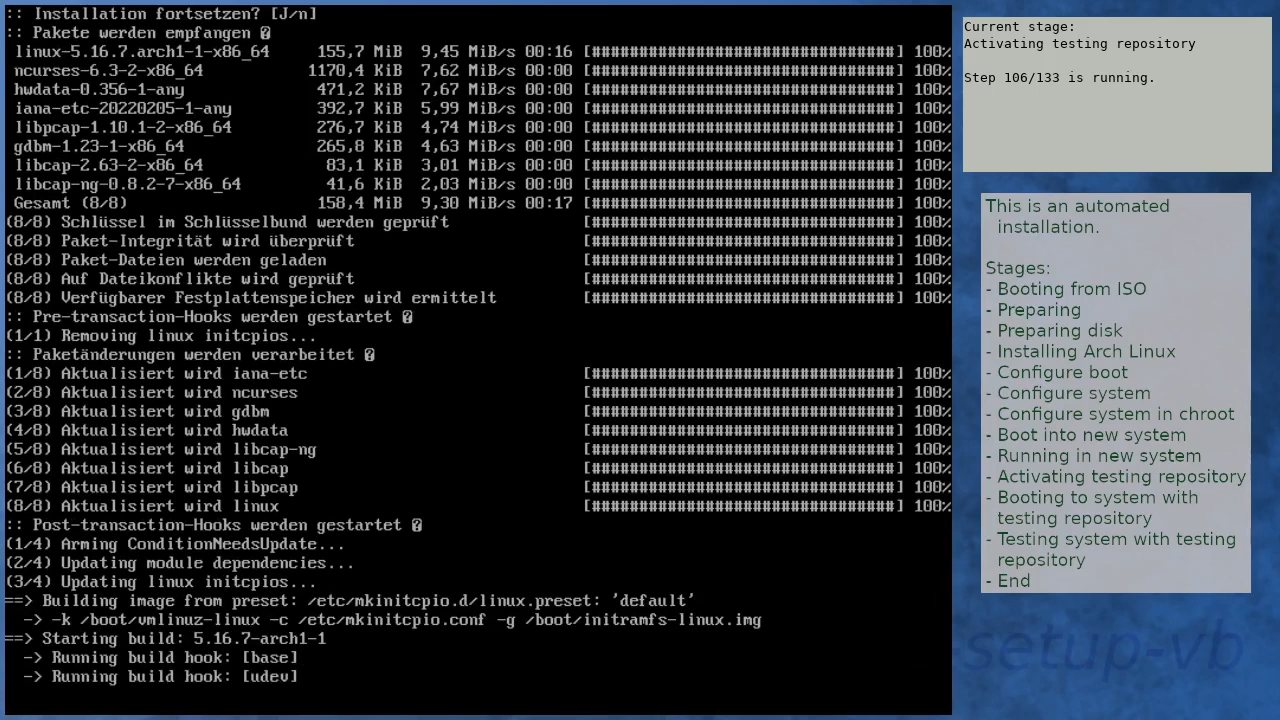 :: Installation fortsetzen? [J/n]
:: Pakete werden empfangen �
linux-5.16.7.arch1-1-x86_64 155,7 MiB 9,45 MiB/s 00:16 [################################] 100%
ncurses-6.3-2-x86_64 1170,4 KiB 7,62 MiB/s 00:00 [################################] 100%
hwdata-0.356-1-any 471,2 KiB 7,67 MiB/s 00:00 [################################] 100%
iana-etc-20220205-1-any 392,7 KiB 5,99 MiB/s 00:00 [################################] 100%
libpcap-1.10.1-2-x86_64 276,7 KiB 4,74 MiB/s 00:00 [################################] 100%
gdbm-1.23-1-x86_64 265,8 KiB 4,63 MiB/s 00:00 [################################] 100%
libcap-2.63-2-x86_64 83,1 KiB 3,01 MiB/s 00:00 [################################] 100%
libcap-ng-0.8.2-7-x86_64 41,6 KiB 2,03 MiB/s 00:00 [################################] 100%
Gesamt (8/8) 158,4 MiB 9,30 MiB/s 00:17 [################################] 100%
(8/8) Schlüssel im Schlüsselbund werden geprüft [################################] 100%
(8/8) Paket-Integrität wird überprüft [################################] 100%
(8/8) Paket-Dateien werden geladen [################################] 100%
(8/8) Auf Dateikonflikte wird geprüft [################################] 100%
(8/8) Verfügbarer Festplattenspeicher wird ermittelt [################################] 100%
:: Pre-transaction-Hooks werden gestartet �
(1/1) Removing linux initcpios...
:: Paketänderungen werden verarbeitet �
(1/8) Aktualisiert wird iana-etc [################################] 100%
(2/8) Aktualisiert wird ncurses [################################] 100%
(3/8) Aktualisiert wird gdbm [################################] 100%
(4/8) Aktualisiert wird hwdata [################################] 100%
(5/8) Aktualisiert wird libcap-ng [################################] 100%
(6/8) Aktualisiert wird libcap [################################] 100%
(7/8) Aktualisiert wird libpcap [################################] 100%
(8/8) Aktualisiert wird linux [################################] 100%
:: Post-transaction-Hooks werden gestartet �
(1/4) Arming ConditionNeedsUpdate...
(2/4) Updating module dependencies...
(3/4) Updating linux initcpios...
==> Building image from preset: /etc/mkinitcpio.d/linux.preset: 'default'
-> -k /boot/vmlinuz-linux -c /etc/mkinitcpio.conf -g /boot/initramfs-linux.img
==> Starting build: 5.16.7-arch1-1
-> Running build hook: [base]
-> Running build hook: [udev]
Current stage:
Activating testing repository
Step 106/133 is running.
This is an automated
installation.
Stages:
- Booting from ISO
- Preparing
- Preparing disk
- Installing Arch Linux
- Configure boot
- Configure system
- Configure system in chroot
- Boot into new system
- Running in new system
- Activating testing repository
- Booting to system with
testing repository
- Testing system with testing
repository
- End
setup-vb